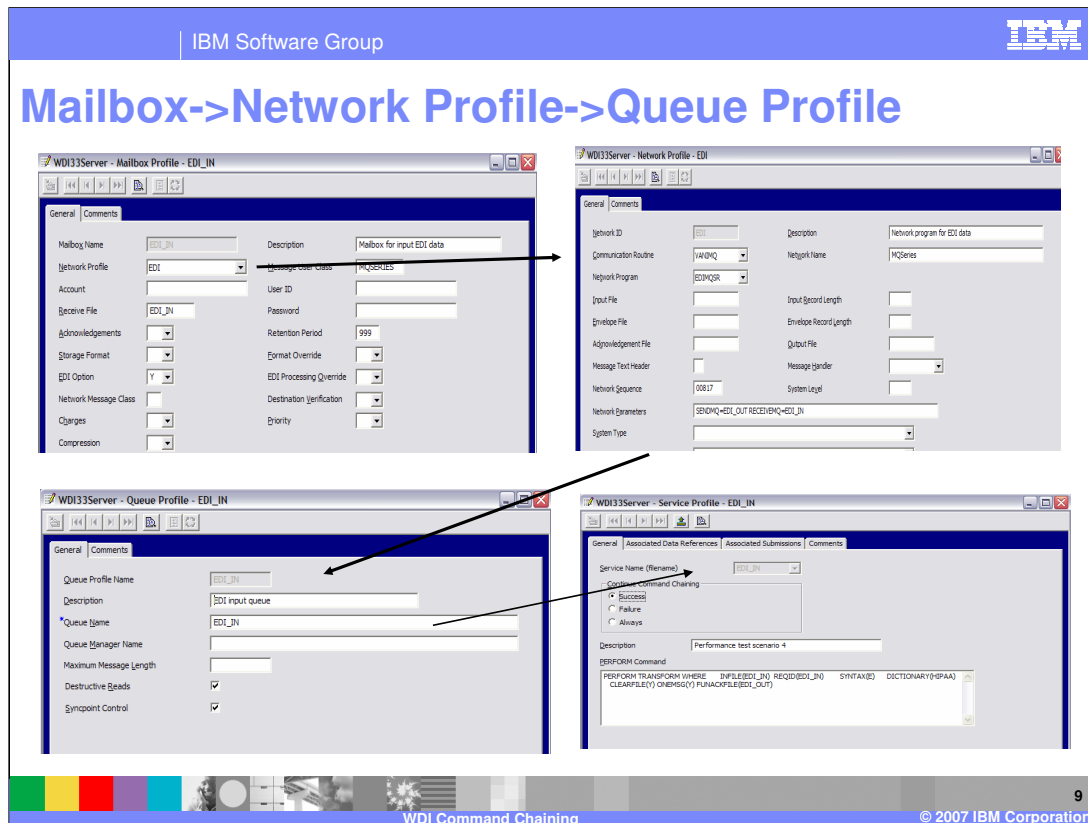 IBM Software Group
IBM
Mailbox->Network Profile->Queue Profile
WDI33Server - Mailbox Profile - EDI_IN
General Comments
Mailbox Name EDI_IN Description Mailbox for input EDI data
Network Profile EDI Message User Class MQSERIES
Account User ID
Receive File EDI_IN Password
Acknowledgements Retention Period 999
Storage Format Format Override
EDI Option Y EDI Processing Override
Network Message Class Destination Verification
Charges Priority
Compression
WDI33Server - Network Profile - EDI
General Comments
Network ID EDI Description Network program for EDI data
Communication Routine VANIMQ Network Name MQSeries
Network Program EDIMQSR
Input File Input Record Length
Envelope File Envelope Record Length
Acknowledgement File Output File
Message Text Header Message Handler
Network Sequence 00817 System Level
Network Parameters SENDMQ=EDI_OUT RECEIVEMQ=EDI_IN
System Type
WDI33Server - Queue Profile - EDI_IN
General Comments
Queue Profile Name EDI_IN
Description EDI input queue
*Queue Name EDI_IN
Queue Manager Name
Maximum Message Length
Destructive Reads
Syncpoint Control
WDI33Server - Service Profile - EDI_IN
General Associated Data References Associated Submissions Comments
Service Name (filename) EDI_IN
Continue Command Chaining
Success
Failure
Always
Description Performance test scenario 4
PERFORM Command
PERFORM TRANSFORM WHERE INFILE(EDI_IN) REQID(EDI_IN) SYNTAX(E) DICTIONARY(HIPAA)
CLEARFILE(Y) ONEMSG(Y) FUNACKFILE(EDI_OUT)
9
WDI Command Chaining
© 2007 IBM Corporation